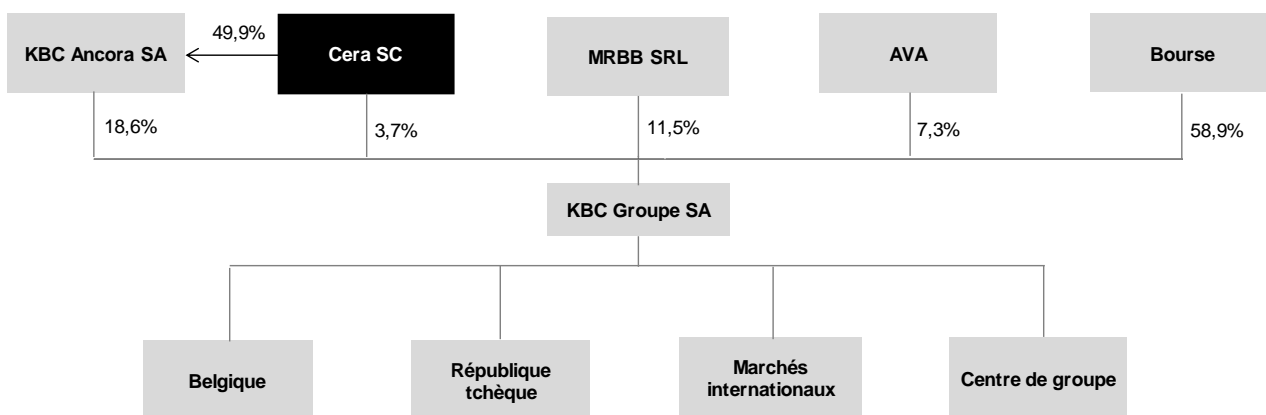 49,9%
KBC Ancora SA
Cera SC
MRBB SRL
AVA
Bourse
18,6%
3,7%
11,5%
7,3%
58,9%
KBC Groupe SA
Belgique
République
tchèque
Marchés
internationaux
Centre de groupe